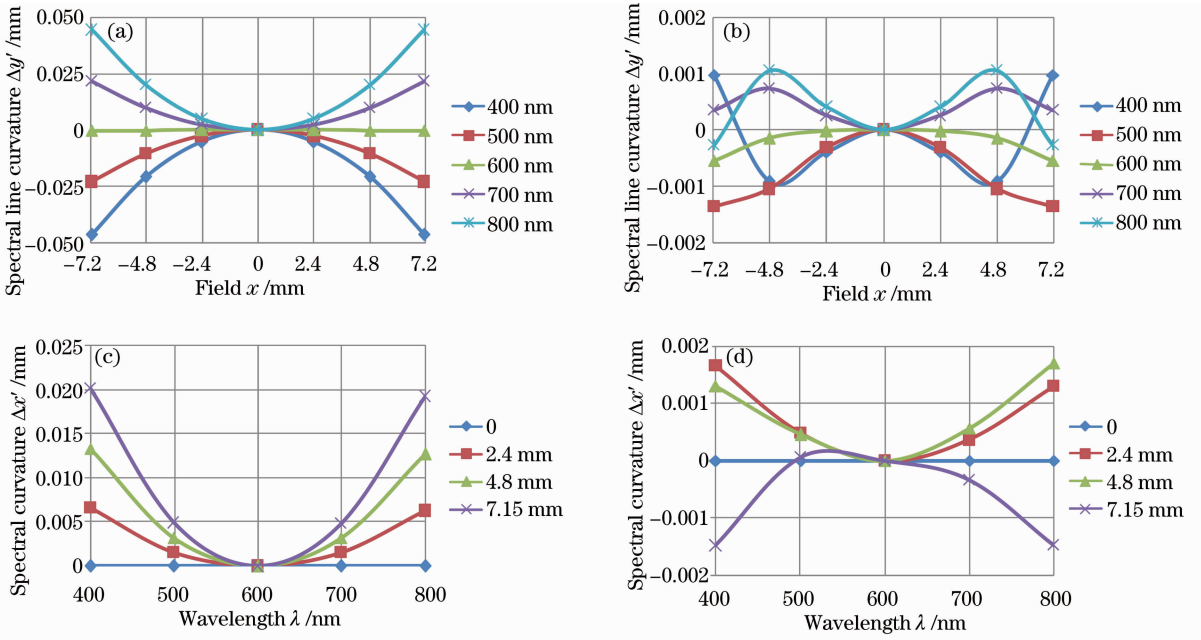 (a)
Spectral line curvature Δy′ /mm
0.050
0.025
0
−0.025
−0.050
−7.2 −4.8 −2.4 0 2.4 4.8 7.2
Field x /mm
400 nm
500 nm
600 nm
700 nm
800 nm
(b)
Spectral line curvature Δy′ /mm
0.002
0.001
0
−0.001
−0.002
−7.2 −4.8 −2.4 0 2.4 4.8 7.2
Field x /mm
400 nm
500 nm
600 nm
700 nm
800 nm
(c)
Spectral curvature Δx′ /mm
0.025
0.020
0.015
0.010
0.005
0
400 500 600 700 800
Wavelength λ /nm
0
2.4 mm
4.8 mm
7.15 mm
(d)
Spectral curvature Δx′ /mm
0.002
0.001
0
−0.001
−0.002
400 500 600 700 800
Wavelength λ /nm
0
2.4 mm
4.8 mm
7.15 mm